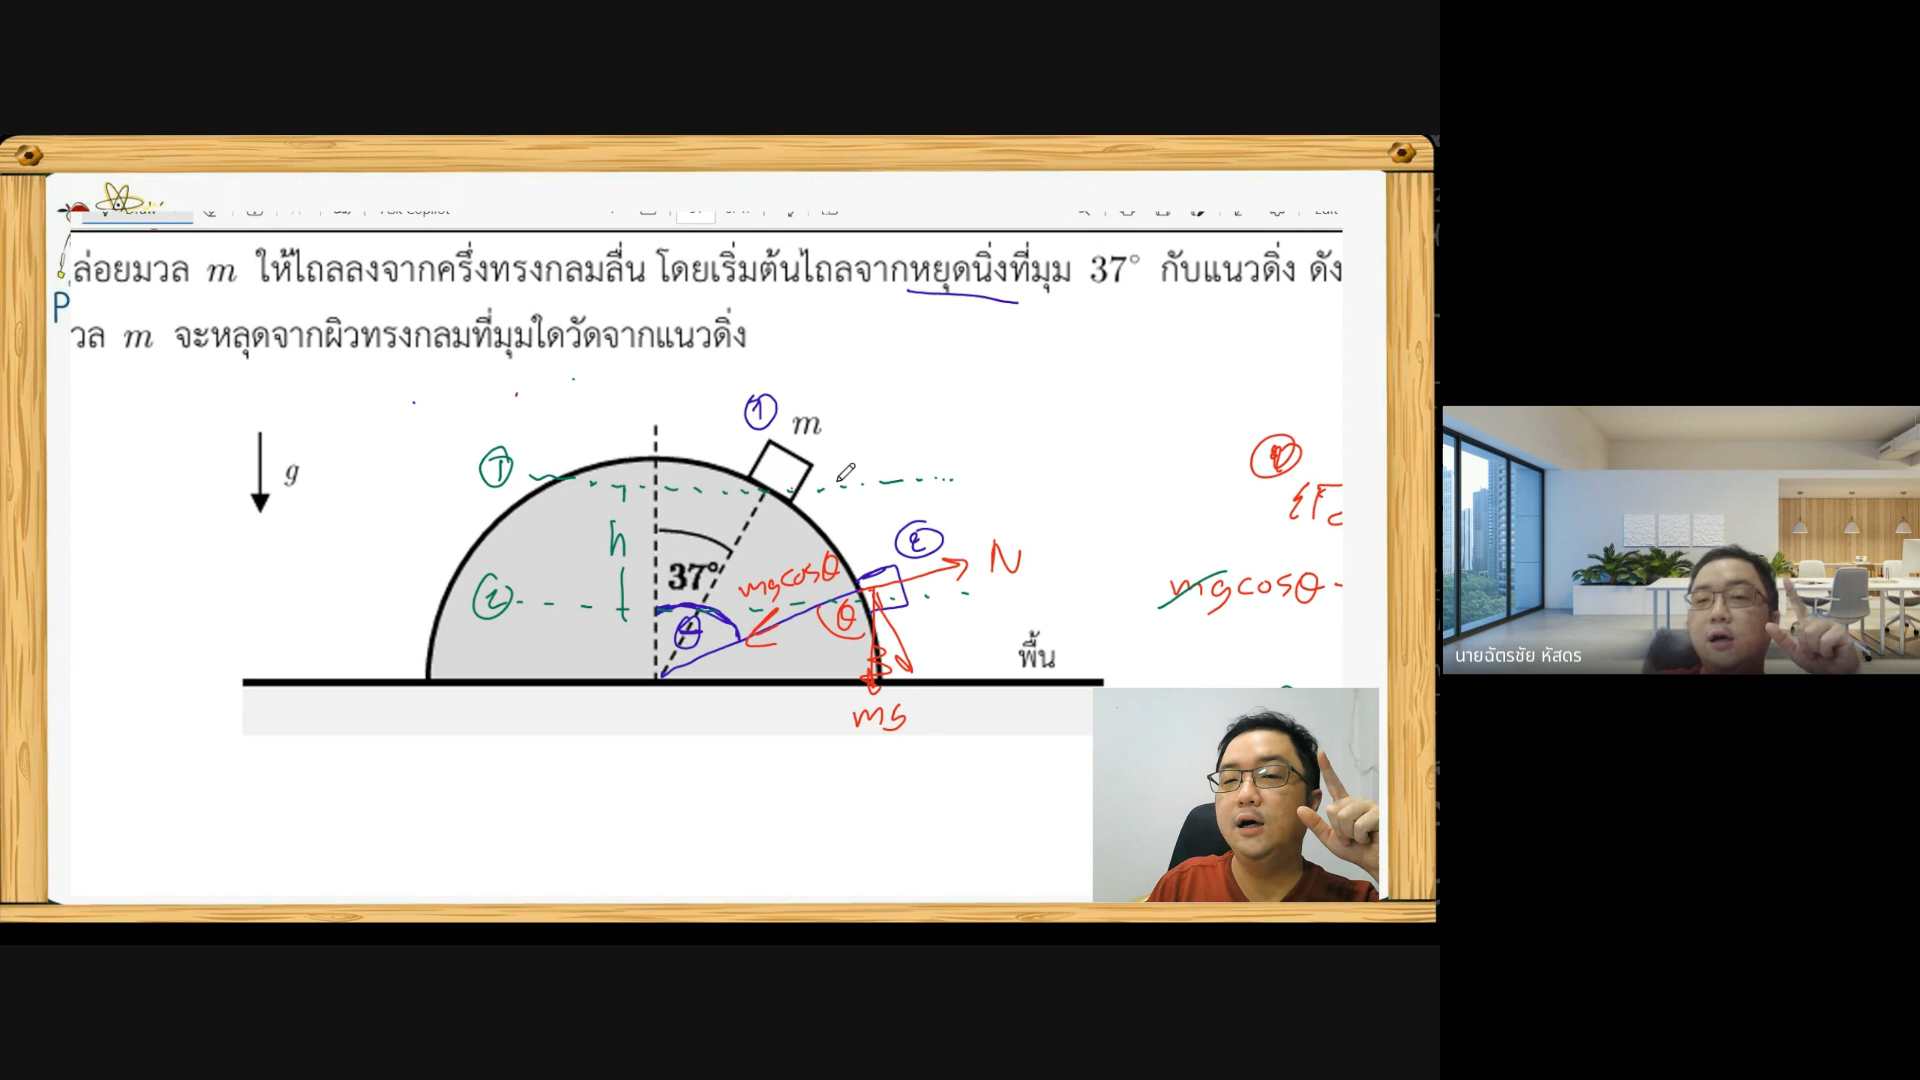 ล่อยมวล m ให้ไถลลงจากครึ่งทรงกลมลื่น โดยเริ่มต้นไถลจากหยุดนิ่งที่มุม 37° กับแนวดิ่ง ดัง
P
วล m จะหลุดจากผิวทรงกลมที่มุมใดวัดจากแนวดิ่ง
1 m
1
g
h
2
37°
mgcosθ
2
N
θ
θ
mgcosθ -
พื้น
mg
นายฉัตรชัย หัสดร